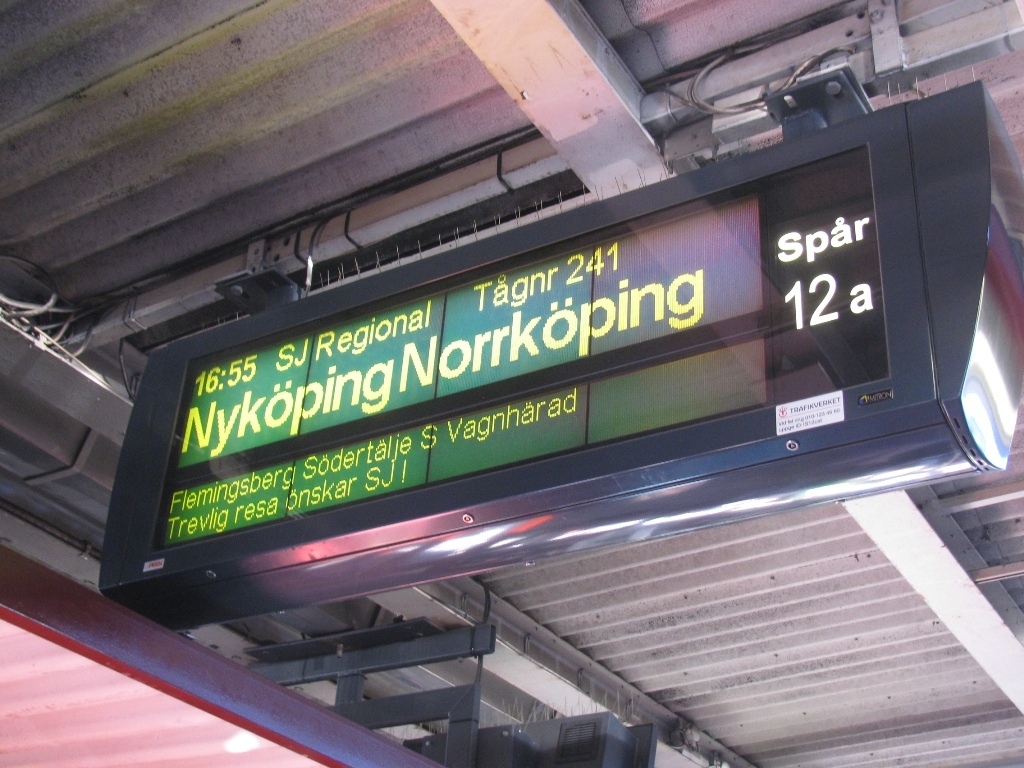 16:55 SJ Regional Tågnr 241
Nyköping Norrköping
Flemingsberg Södertälje S Vagnhärad
Trevlig resa önskar SJ!
Spår
12 a
TRAFIKVERKET